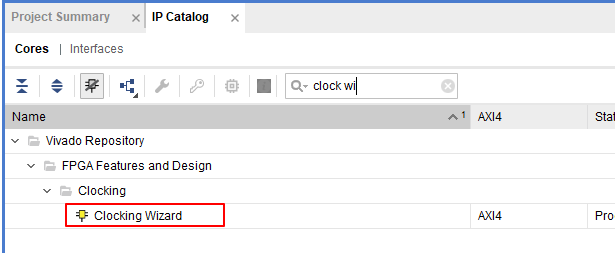 Project Summary × IP Catalog ×
Cores | Interfaces
clock wi
Name 1 AXI4 Stat
Vivado Repository
FPGA Features and Design
Clocking
Clocking Wizard AXI4 Pro